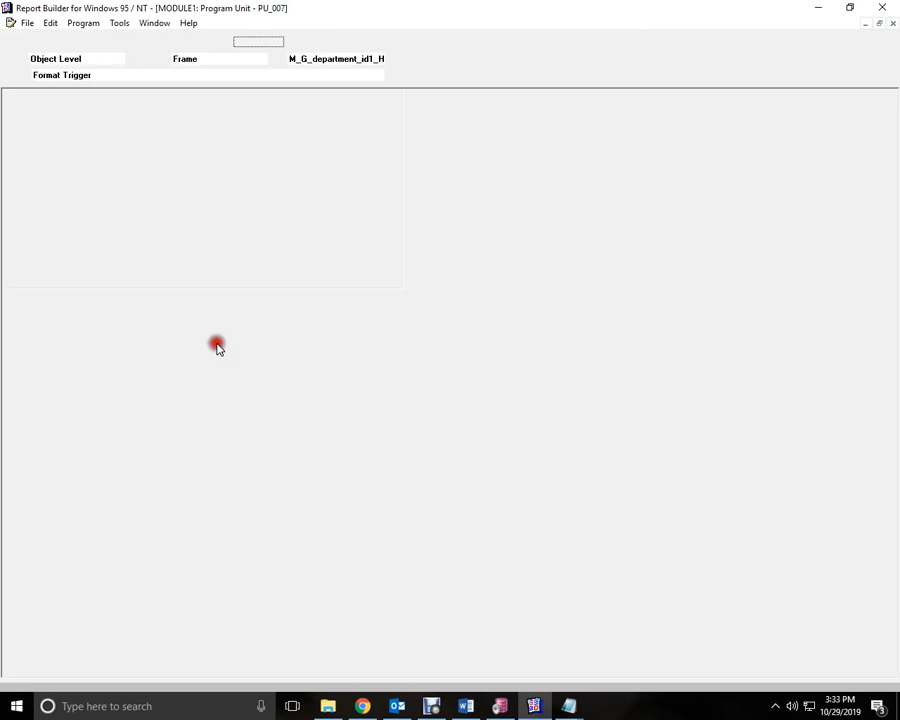 Report Builder for Windows 95 / NT - [MODULE1: Program Unit - PU_007]
File Edit Program Tools Window Help
Object Level Frame M_G_department_id1_H
Format Trigger
Type here to search
3:33 PM
10/29/2019
3